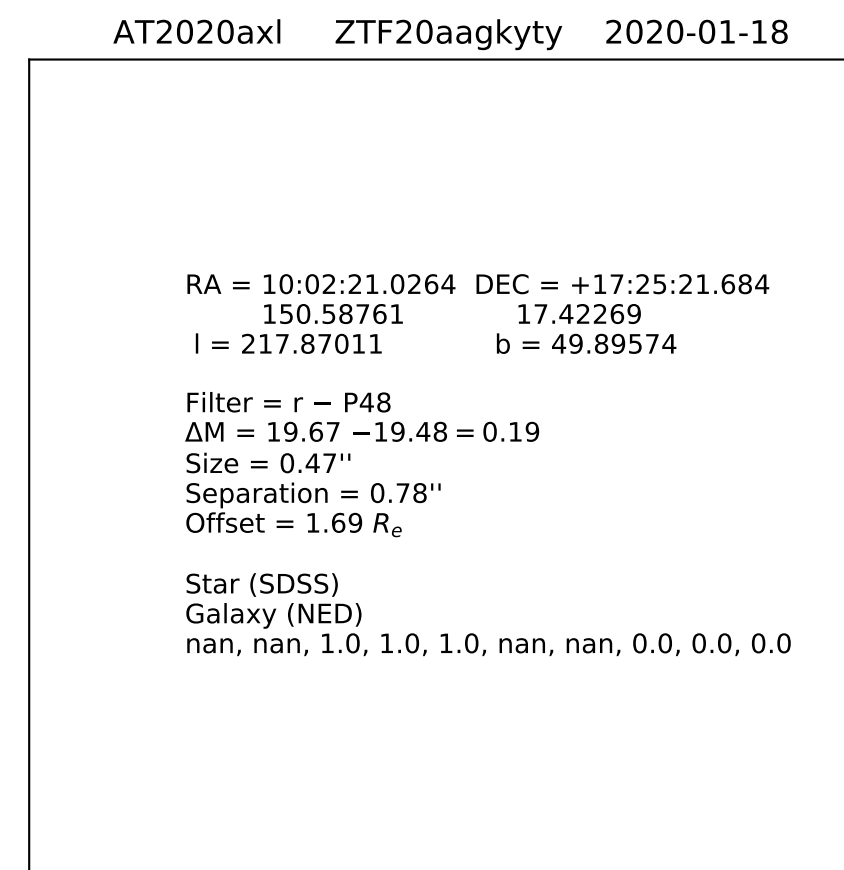 AT2020axl ZTF20aagkyty 2020-01-18
RA = 10:02:21.0264 DEC = +17:25:21.684
150.58761 17.42269
l = 217.87011 b = 49.89574
Filter = r − P48
ΔM = 19.67 −19.48 = 0.19
Size = 0.47''
Separation = 0.78''
Offset = 1.69 Rₑ
Star (SDSS)
Galaxy (NED)
nan, nan, 1.0, 1.0, 1.0, nan, nan, 0.0, 0.0, 0.0